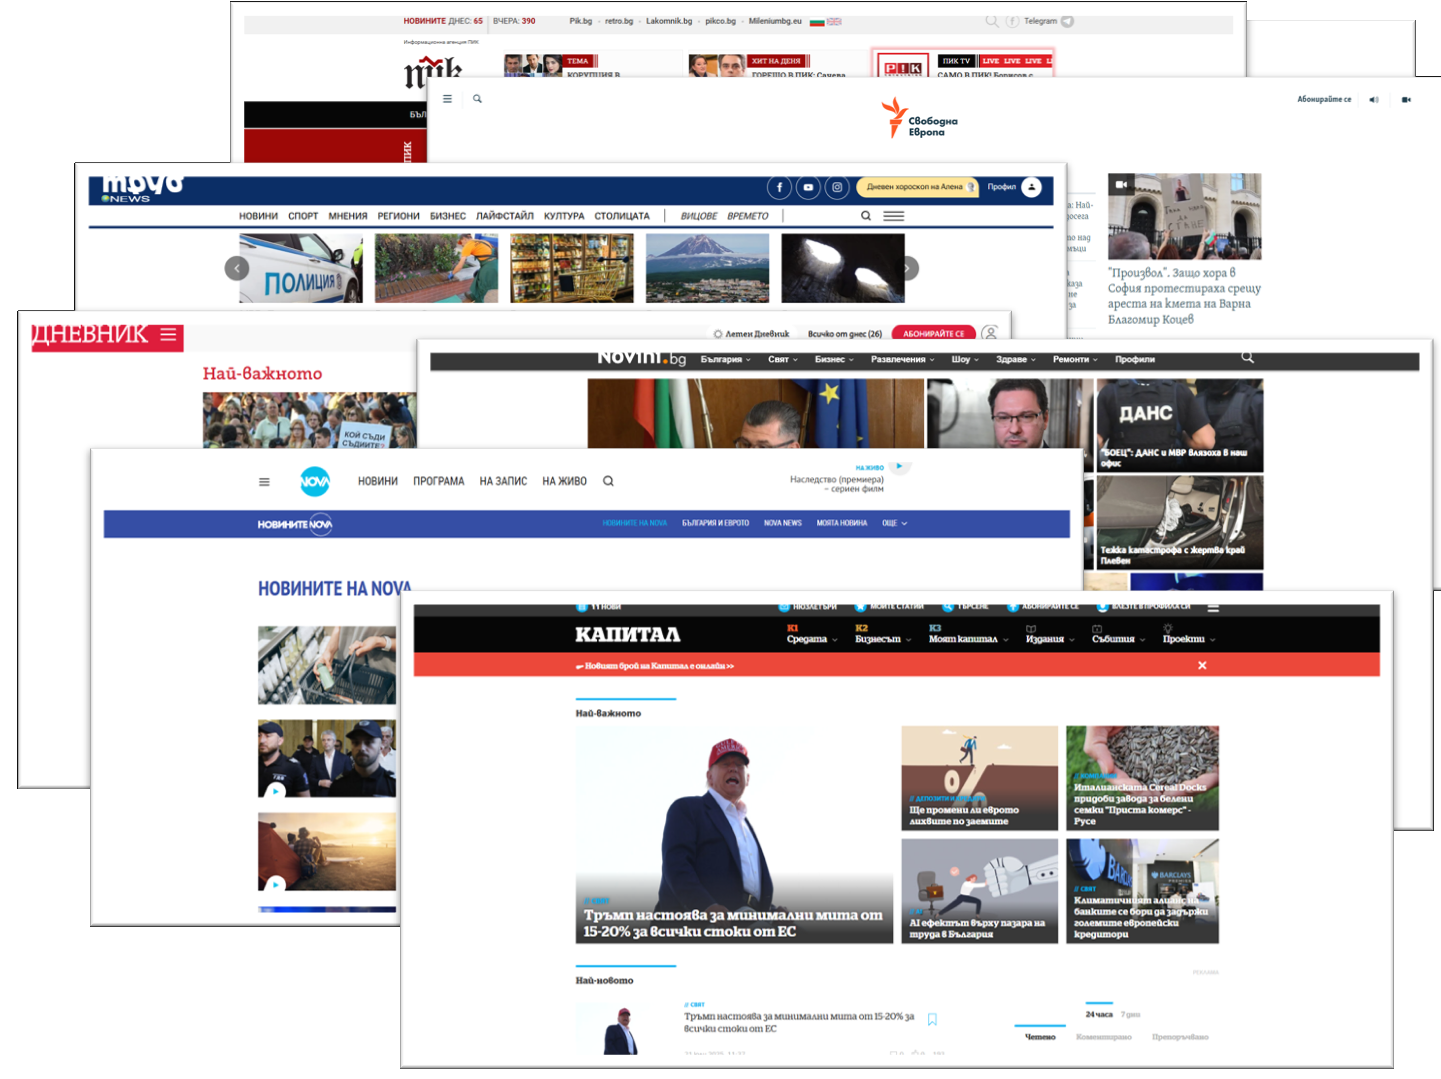 НОВИНИТЕ ДНЕС: 65 ВЧЕРА: 390 Pik.bg - retro.bg - Lakomnik.bg - pikco.bg - Mileniumbg.eu Telegram
Информационна агенция ПИК
пик
ТЕМА
КОРУПЦИЯ В
ХИТ НА ДЕНЯ
ГОРЕЩО В ПИК: Сачева
PIK
ПИК TV LIVE LIVE LIVE
САМО В ПИК! Борисов с
БЪЛ
ПИК
Абонирайте се
Свободна
Европа
"Произвол". Защо хора в
София протестираха срещу
ареста на кмета на Варна
Благомир Коцев
труд
NEWS
Дневен хороскоп на Алена Профил
НОВИНИ СПОРТ МНЕНИЯ РЕГИОНИ БИЗНЕС ЛАЙФСТАЙЛ КУЛТУРА СТОЛИЦАТА | ВИЦОВЕ ВРЕМЕТО |
ПОЛИЦИЯ
ДНЕВНИК
Летен Дневник Всичко от днес (26) АБОНИРАЙТЕ СЕ
Най-важното
КОЙ СЪДИ
СЪДИИТЕ?
Novini.bg България Свят Бизнес Развлечения Шоу Здраве Ремонти Профили
ДАНС
"БОЕЦ": ДАНС и МВР влязоха в наш
офис
Тежка катастрофа с жертва край
Плевен
NOVA НОВИНИ ПРОГРАМА НА ЗАПИС НА ЖИВО
НА ЖИВО
Наследство (премиера)
– сериен филм
НОВИНИТЕ NOVA
НОВИНИТЕ НА NOVA БЪЛГАРИЯ И ЕВРОТО NOVA NEWS МОЯТА НОВИНА ОЩЕ
НОВИНИТЕ НА NOVA
11 НОВИ НЮЗЛЕТЪРИ МОИТЕ СТАТИИ ТЪРСЕНЕ АБОНИРАЙТЕ СЕ ВЛЕЗТЕ В ПРОФИЛА СИ
КАПИТАЛ
К1 К2 К3
Средата Бизнесът Моят капитал Издания Събития Проекти
Новият брой на Капитал е онлайн >>
Най-важното
// СВЯТ
Тръмп настоява за минимални мита от
15-20% за всички стоки от ЕС
Ще промени ли еврото
лихвите по заемите
// КОМПАНИИ
Италианската Cereal Docks
придоби завода за белени
семки "Приста комерс" -
Русе
// AI
AI ефектът върху пазара на
труда в България
BARCLAYS
// СВЯТ
Климатичният алианс на
банките се бори да задържи
големите европейски
кредитори
РЕКЛАМА
Най-новото
// СВЯТ
Тръмп настоява за минимални мита от 15-20% за
всички стоки от ЕС
24 часа 7 дни
Четено Коментирано Препоръчвано